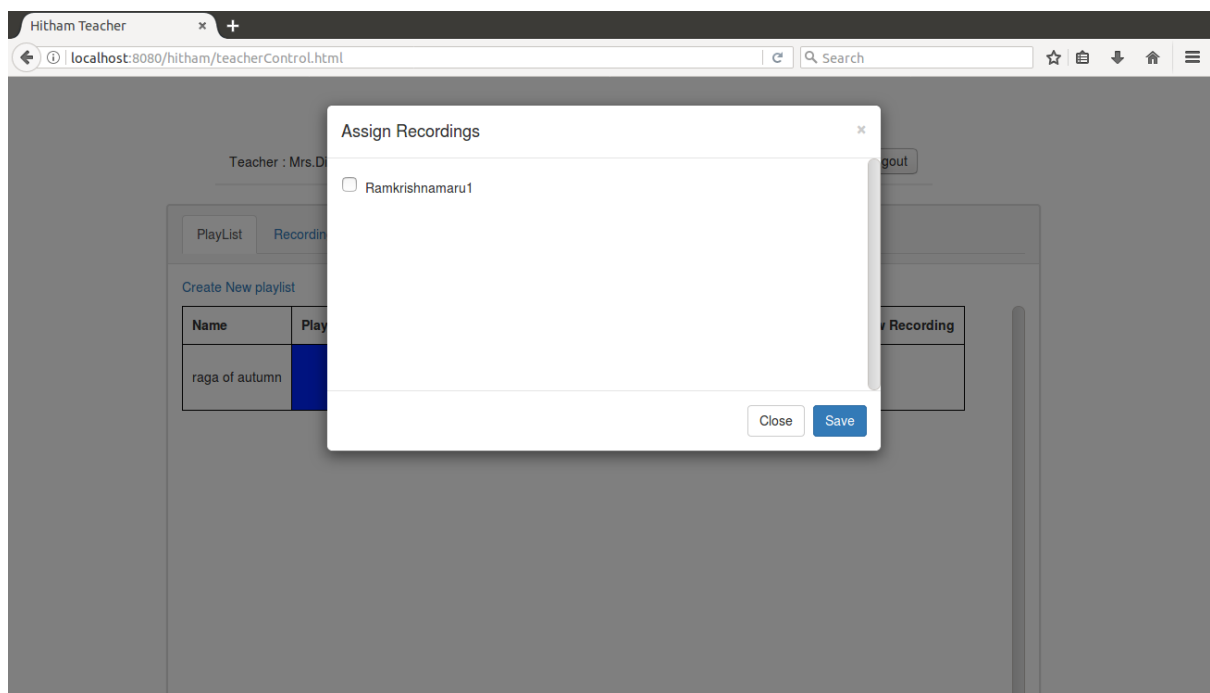 Hitham Teacher
localhost:8080/hitham/teacherControl.html
Search
Assign Recordings
Teacher : Mrs.Di
gout
Ramkrishnamaru1
PlayList Recordin
Create New playlist
Name Play Recording
raga of autumn
Close Save